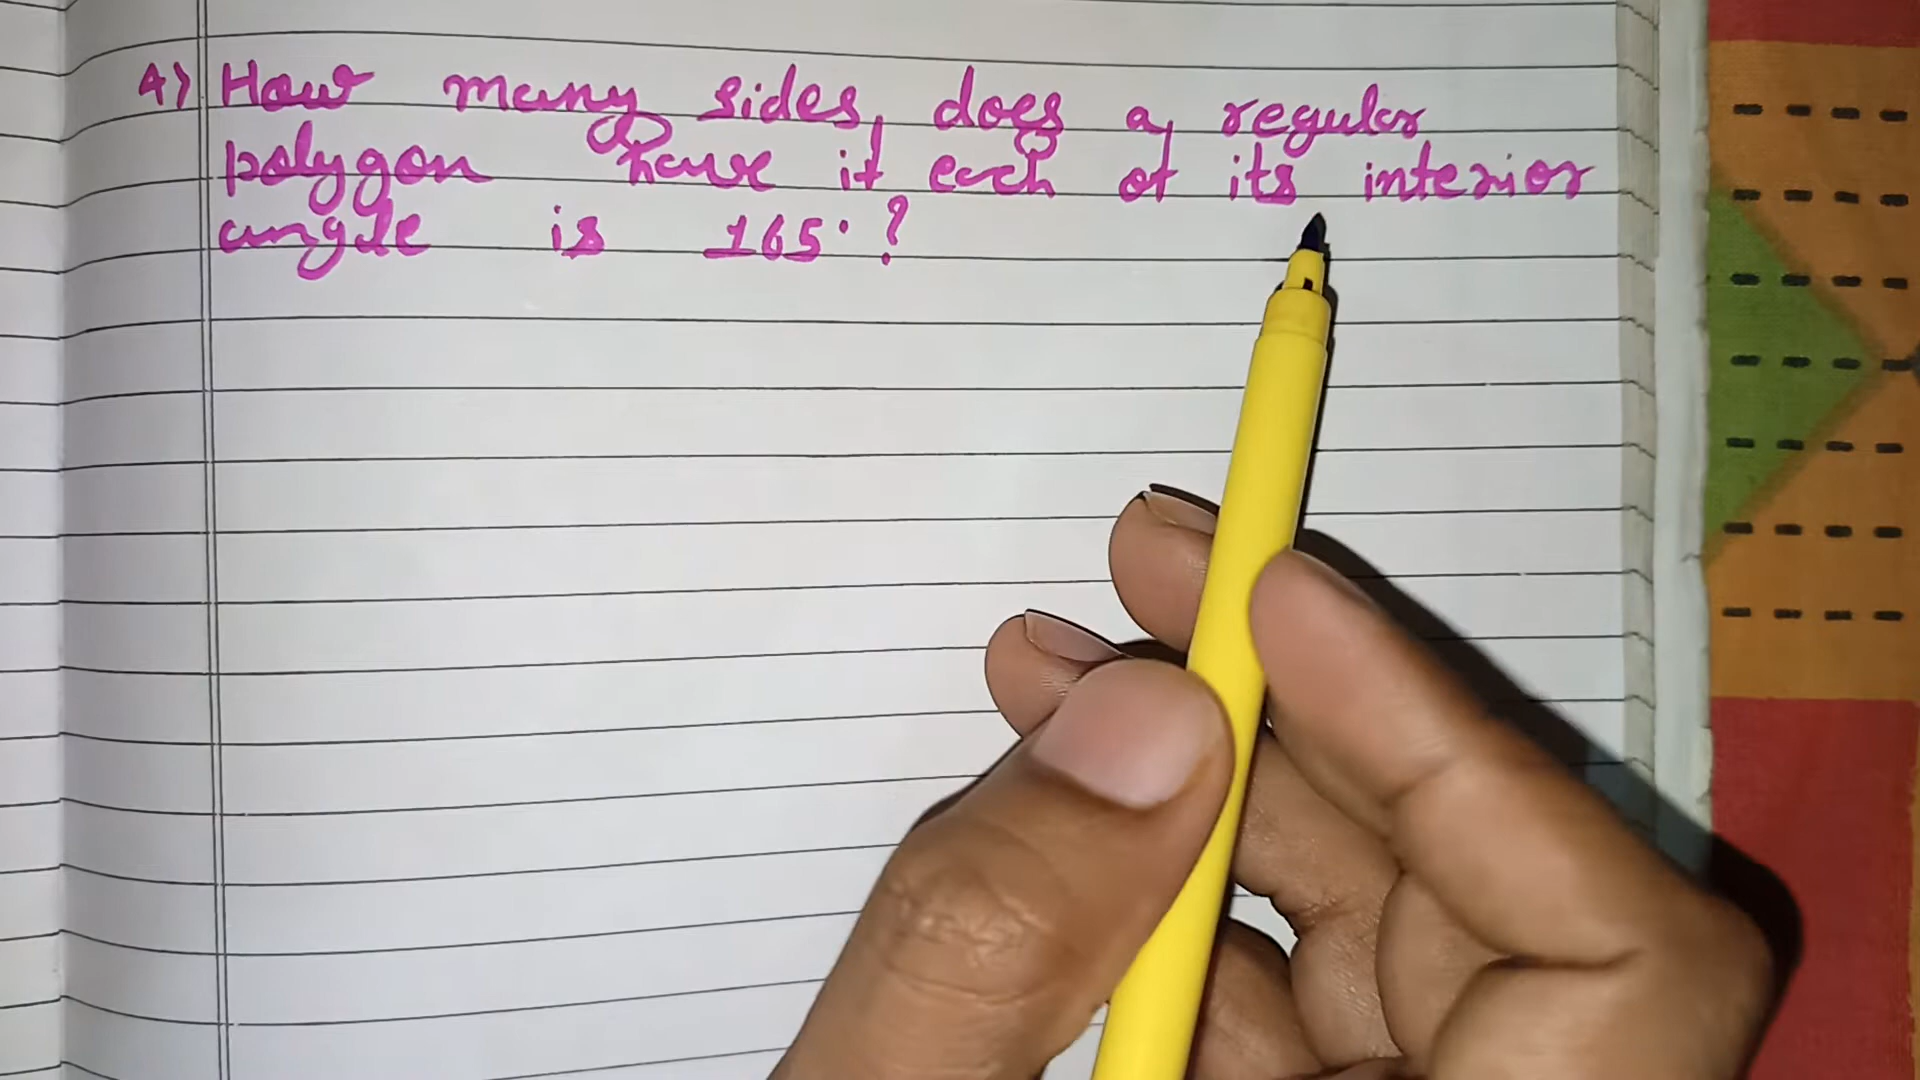 4) How many sides, does a regular
polygon have if each of its interior
angle is 165° ?